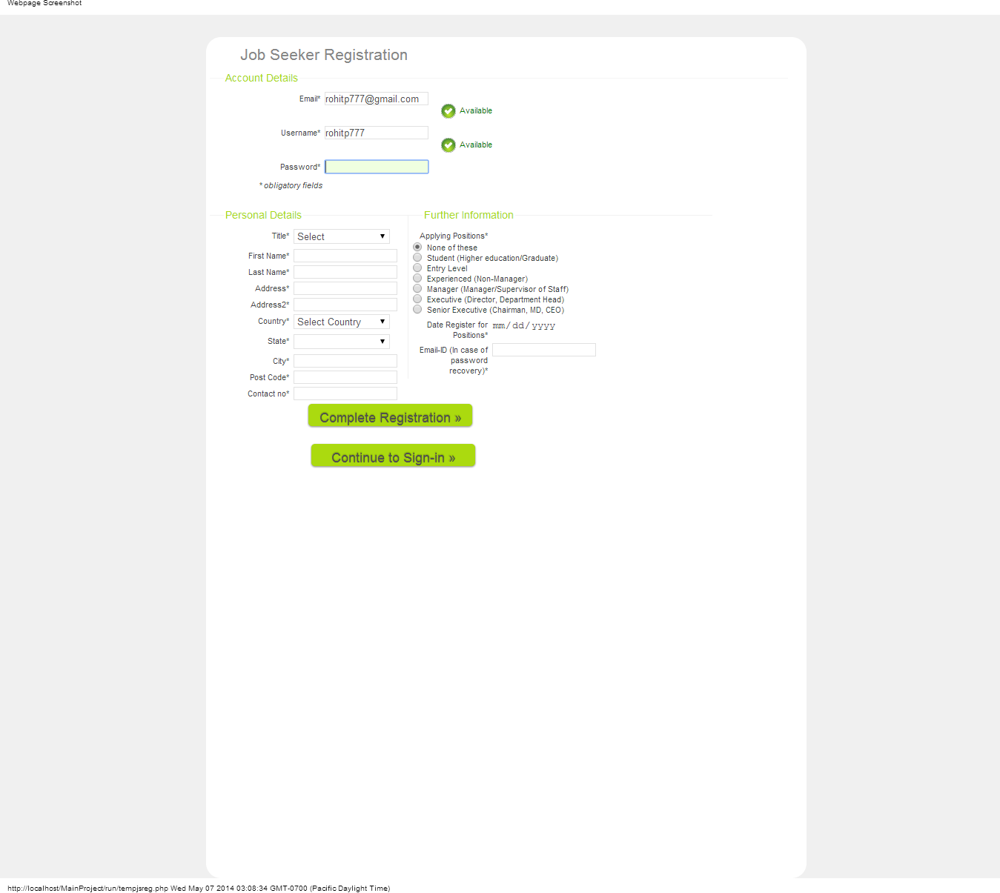 Webpage Screenshot
Job Seeker Registration
Account Details
Email* rohitp777@gmail.com
Available
Username* rohitp777
Available
Password*
* obligatory fields
Personal Details
Title* Select
First Name*
Last Name*
Address*
Address2*
Country* Select Country
State*
City*
Post Code*
Contact no*
Further Information
Applying Positions*
None of these
Student (Higher education/Graduate)
Entry Level
Experienced (Non-Manager)
Manager (Manager/Supervisor of Staff)
Executive (Director, Department Head)
Senior Executive (Chairman, MD, CEO)
Date Register for mm/dd/yyyy
Positions*
Email-ID (In case of
password
recovery)*
Complete Registration »
Continue to Sign-in »
http://localhost/MainProject/run/tempjsreg.php Wed May 07 2014 03:08:34 GMT-0700 (Pacific Daylight Time)